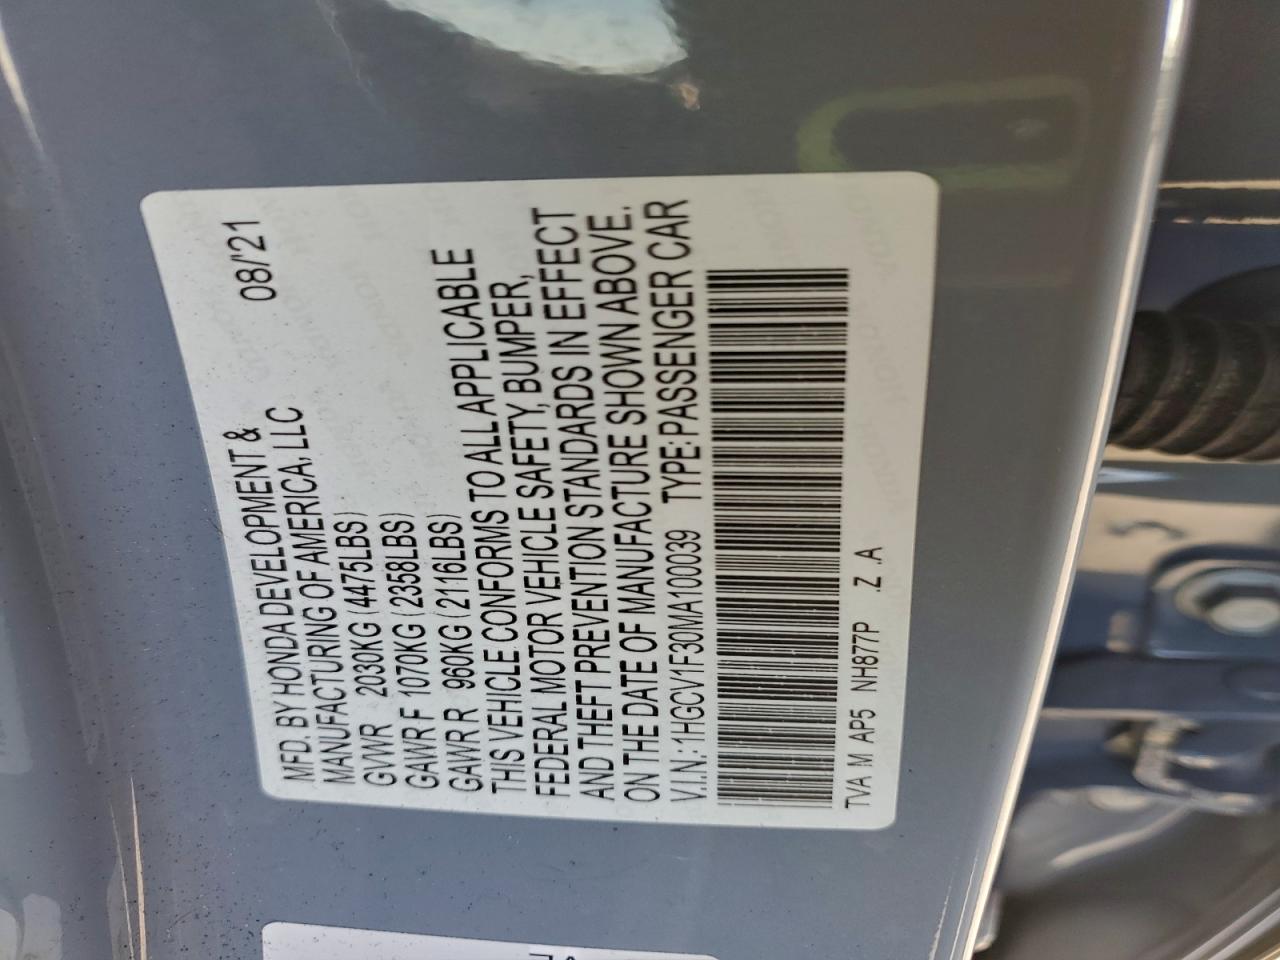 MFD. BY HONDA DEVELOPMENT & 08/'21
MANUFACTURING OF AMERICA, LLC
GVWR 2030KG (4475LBS)
GAWR F 1070KG (2358LBS)
GAWR R 960KG (2116LBS)
THIS VEHICLE CONFORMS TO ALL APPLICABLE
FEDERAL MOTOR VEHICLE SAFETY, BUMPER,
AND THEFT PREVENTION STANDARDS IN EFFECT
ON THE DATE OF MANUFACTURE SHOWN ABOVE.
V.I.N.:1HGCV1F30MA100039 TYPE:PASSENGER CAR
TVA M AP5 NH877P .Z .A